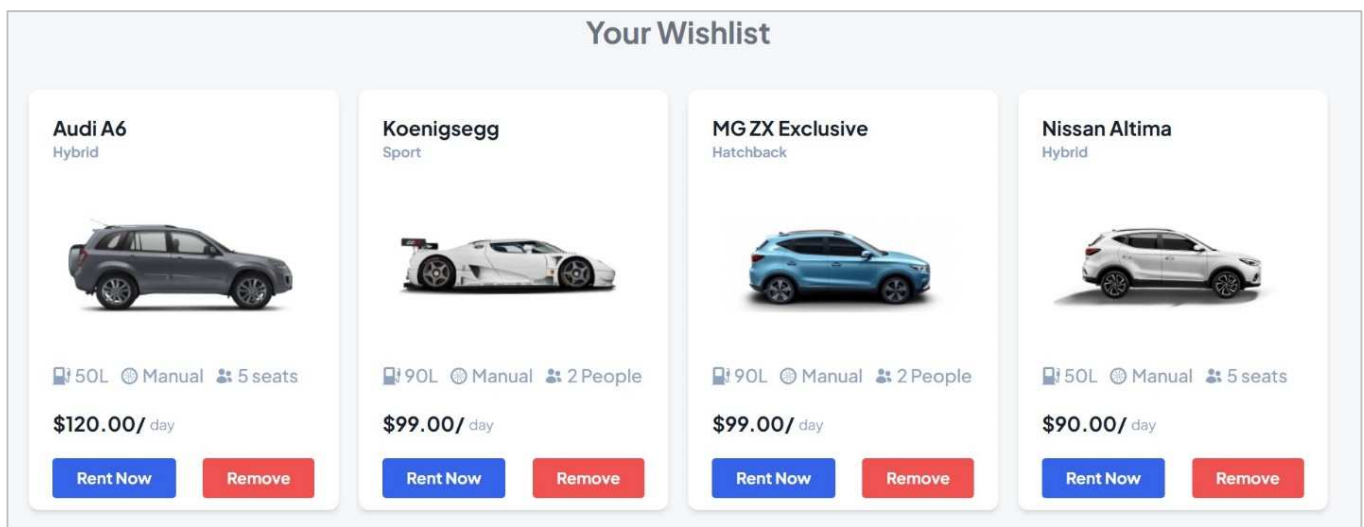 Your Wishlist
Audi A6
Hybrid
50L Manual 5 seats
$120.00/ day
Rent Now Remove
Koenigsegg
Sport
90L Manual 2 People
$99.00/ day
Rent Now Remove
MG ZX Exclusive
Hatchback
90L Manual 2 People
$99.00/ day
Rent Now Remove
Nissan Altima
Hybrid
50L Manual 5 seats
$90.00/ day
Rent Now Remove